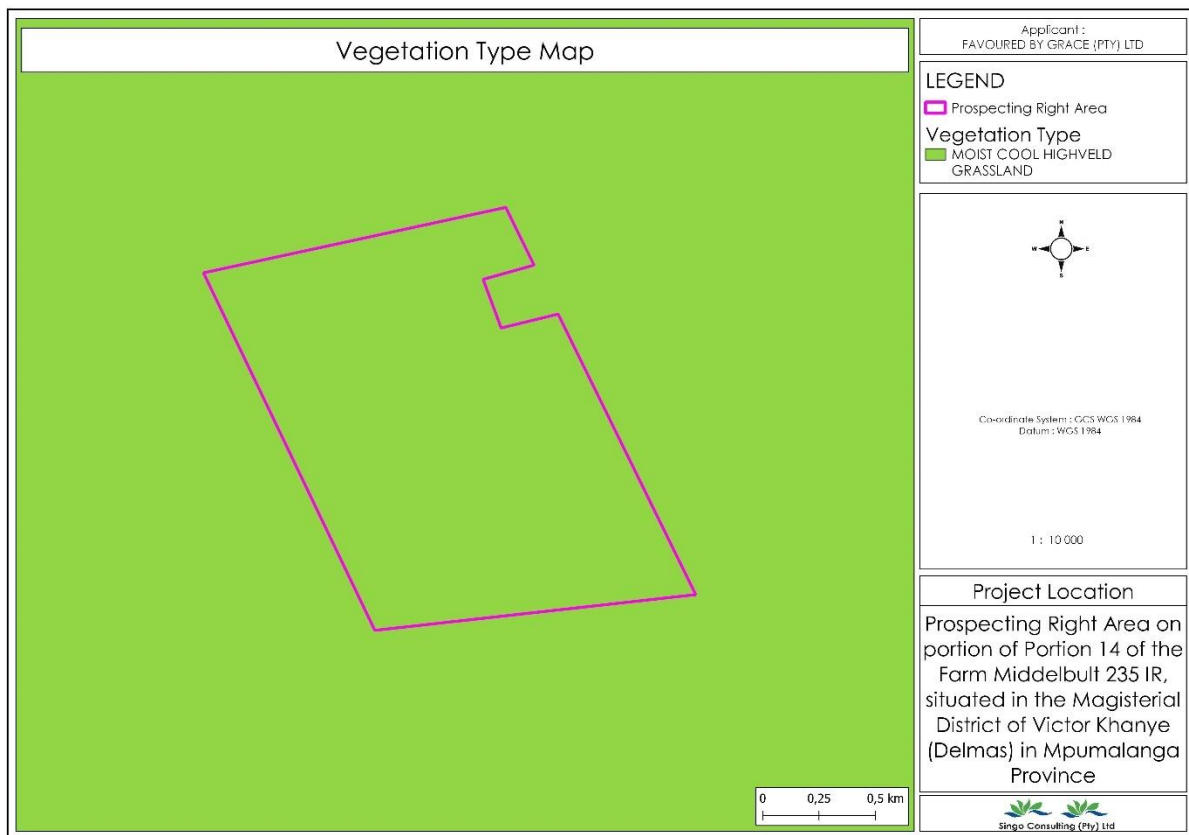 Vegetation Type Map
Applicant :
FAVOURED BY GRACE (PTY) LTD
LEGEND
Prospecting Right Area
Vegetation Type
MOIST COOL HIGHVELD
GRASSLAND
N
W E
S
Co-ordinate System : GCS WGS 1984
Datum : WGS 1984
1 : 10 000
Project Location
Prospecting Right Area on
portion of Portion 14 of the
Farm Middelbult 235 IR,
situated in the Magisterial
District of Victor Khanye
(Delmas) in Mpumalanga
Province
0 0,25 0,5 km
Singo Consulting (Pty) Ltd